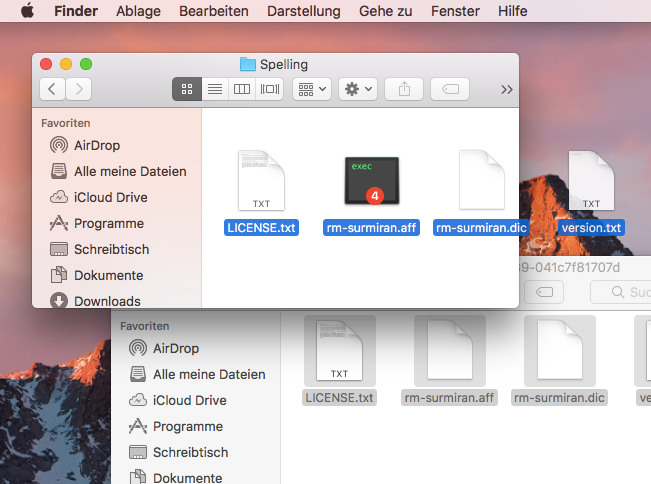 Finder Ablage Bearbeiten Darstellung Gehe zu Fenster Hilfe
Spelling
Favoriten
AirDrop
Alle meine Dateien
iCloud Drive
Programme
Schreibtisch
Dokumente
Downloads
TXT
exec
4
TXT
LICENSE.txt rm-surmiran.aff rm-surmiran.dic version.txt
39-041c7f81707d
Suc
Favoriten
AirDrop
Alle meine Dateien
iCloud Drive
Programme
Schreibtisch
Dokumente
TXT
LICENSE.txt rm-surmiran.aff rm-surmiran.dic ve